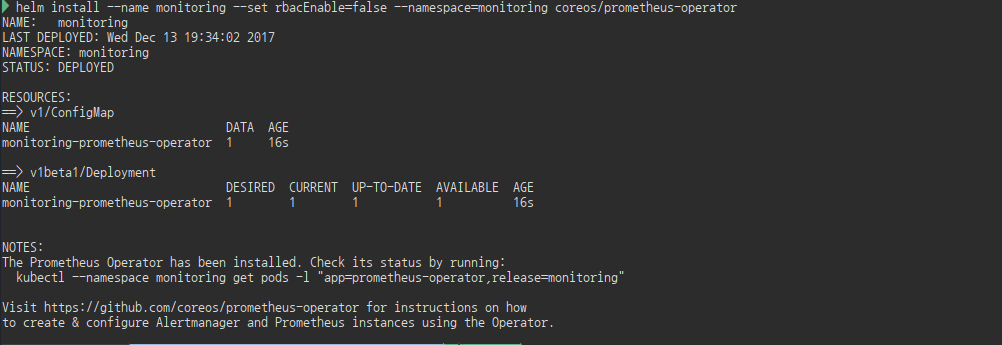 helm install --name monitoring --set rbacEnable=false --namespace=monitoring coreos/prometheus-operator
NAME:   monitoring
LAST DEPLOYED: Wed Dec 13 19:34:02 2017
NAMESPACE: monitoring
STATUS: DEPLOYED

RESOURCES:
==> v1/ConfigMap
NAME                            DATA  AGE
monitoring-prometheus-operator  1     16s

==> v1beta1/Deployment
NAME                            DESIRED  CURRENT  UP-TO-DATE  AVAILABLE  AGE
monitoring-prometheus-operator  1        1        1           1          16s

NOTES:
The Prometheus Operator has been installed. Check its status by running:
  kubectl --namespace monitoring get pods -l "app=prometheus-operator,release=monitoring"

Visit https://github.com/coreos/prometheus-operator for instructions on how
to create & configure Alertmanager and Prometheus instances using the Operator.